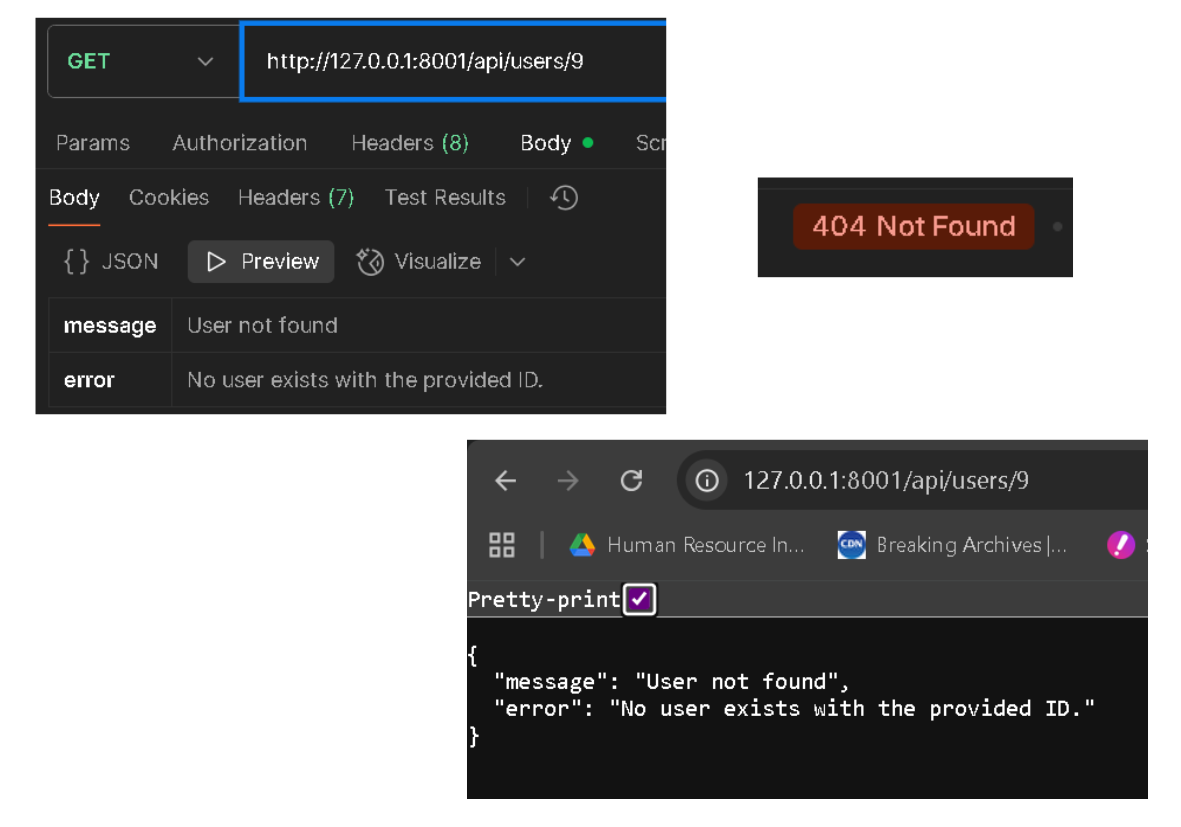 GET http://127.0.0.1:8001/api/users/9
Params Authorization Headers (8) Body
Body Cookies Headers (7) Test Results
{} JSON Preview Visualize
message User not found
error No user exists with the provided ID.
404 Not Found
127.0.0.1:8001/api/users/9
Human Resource In... CDN Breaking Archives |...
Pretty-print
{
"message": "User not found",
"error": "No user exists with the provided ID."
}